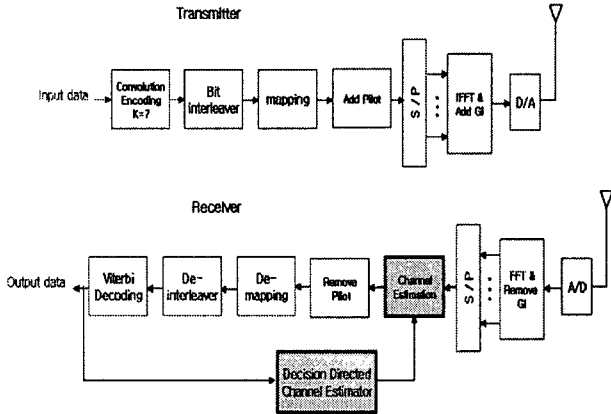 Transmitter
Input data
Convolution
Encoding
K=7
Bit
interleaver
mapping
Add Pilot
S / P
IFFT &
Add GI
D/A
Receiver
Output data
Viterbi
Decoding
De-
interleaver
De-
mapping
Remove
Pilot
Channel
Estimation
S / P
FFT &
Remove
GI
A/D
Decision Directed
Channel Estimator